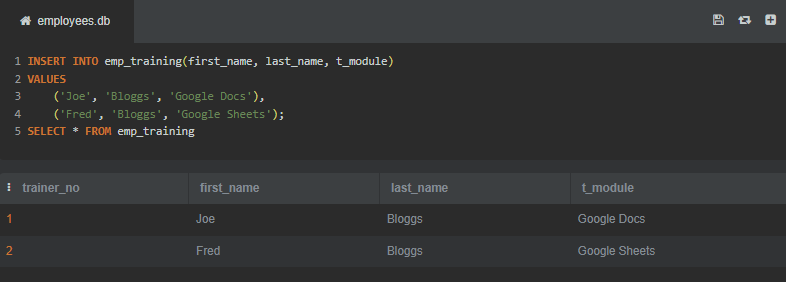 employees.db
1 INSERT INTO emp_training(first_name, last_name, t_module)
2 VALUES
3     ('Joe', 'Bloggs', 'Google Docs'),
4     ('Fred', 'Bloggs', 'Google Sheets');
5 SELECT * FROM emp_training
trainer_no first_name last_name t_module
1 Joe Bloggs Google Docs
2 Fred Bloggs Google Sheets